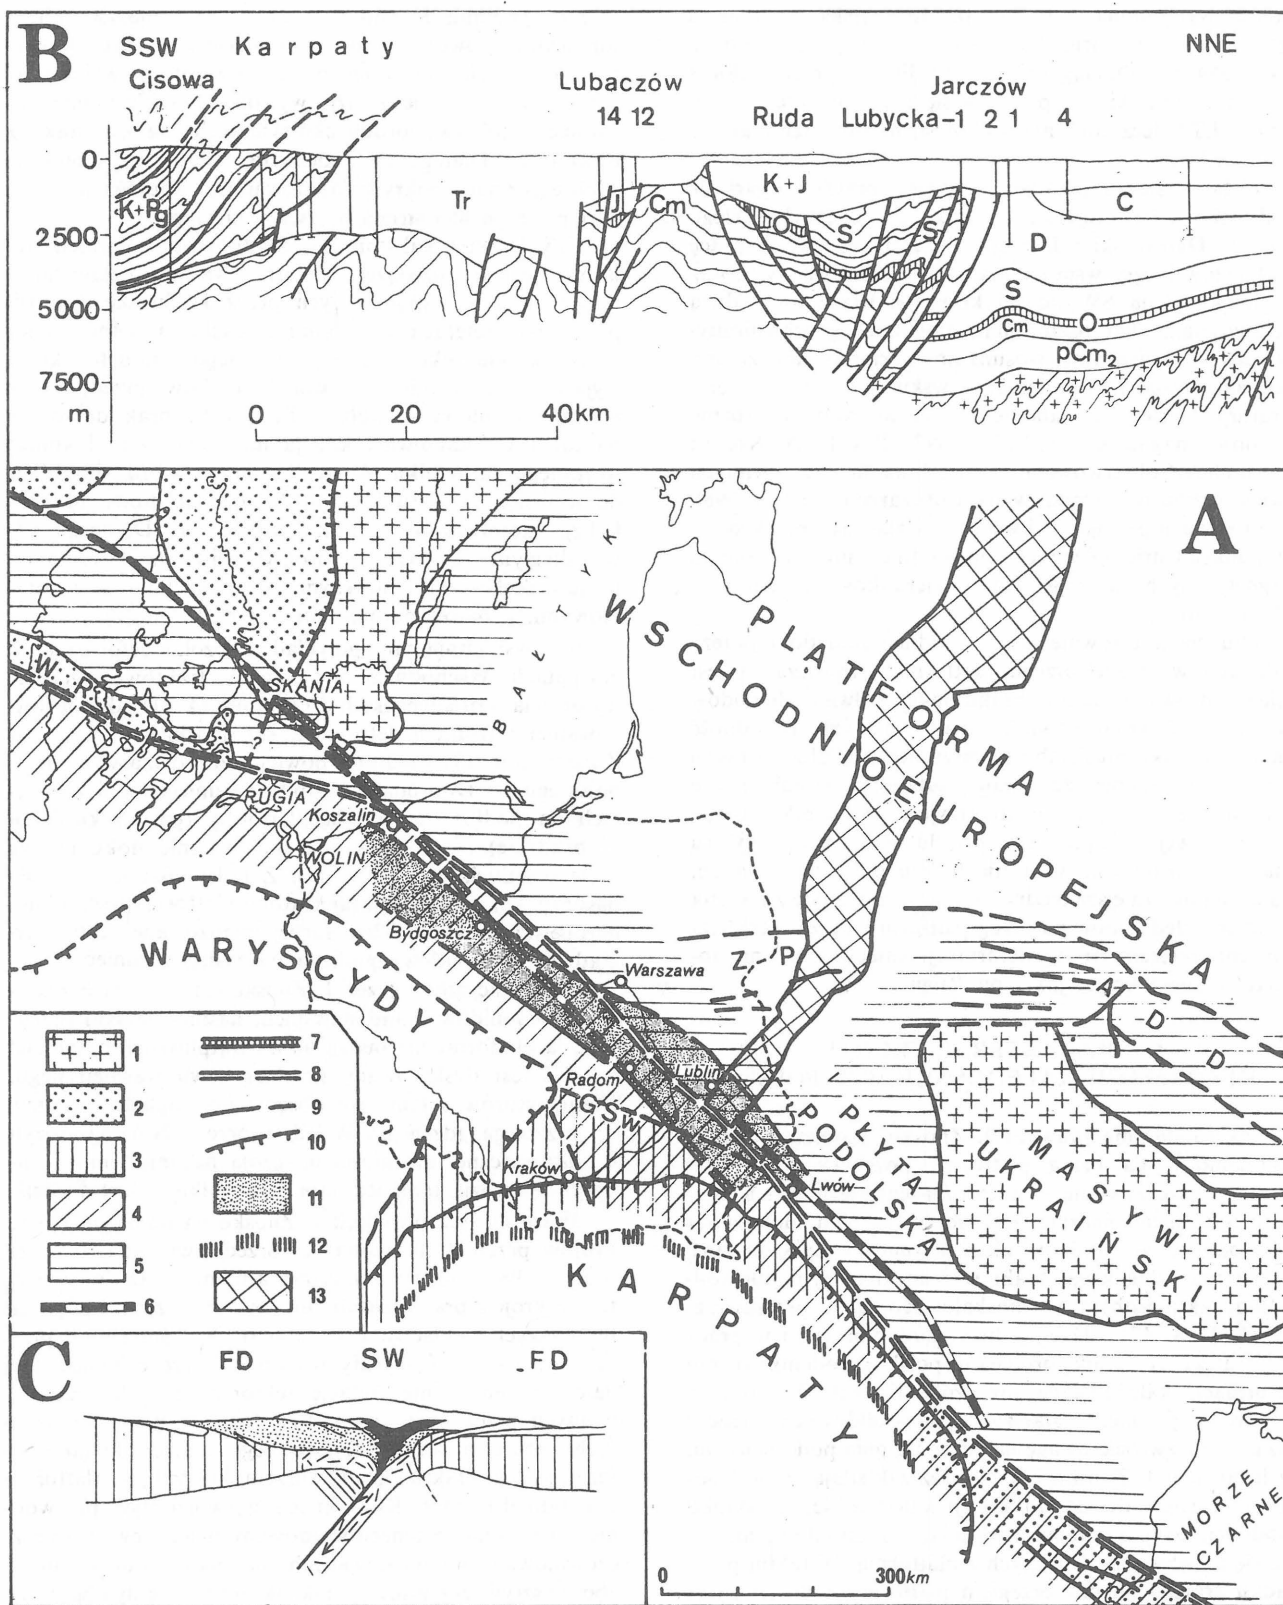 B
SSW Karpaty NNE
Cisowa Lubaczów Jarczów
14 12 Ruda Lubycka-1 2 1 4
0
K+J
K+Pg Tr J Cm C
O S S
2500 D
S
5000 Cm O
pCm2
7500
m 0 20 40km
A
BAŁTYK
PLATFORMA
WSCHODNIOEUROPEJSKA
SKANIA
W R F
?
RUGIA
Koszalin
WOLIN
Bydgoszcz
WARYSCYDY
Z P
Warszawa
A D D
Radom
Lublin
GSW
PŁYTA
PODOLSKA
MASYW
UKRAIŃSKI
Kraków
Lwów
KARPATY
MORZE
CZARNE
0 300km
1 7
2 8
3 9
10
4 11
5 12
6 13
C
FD SW FD